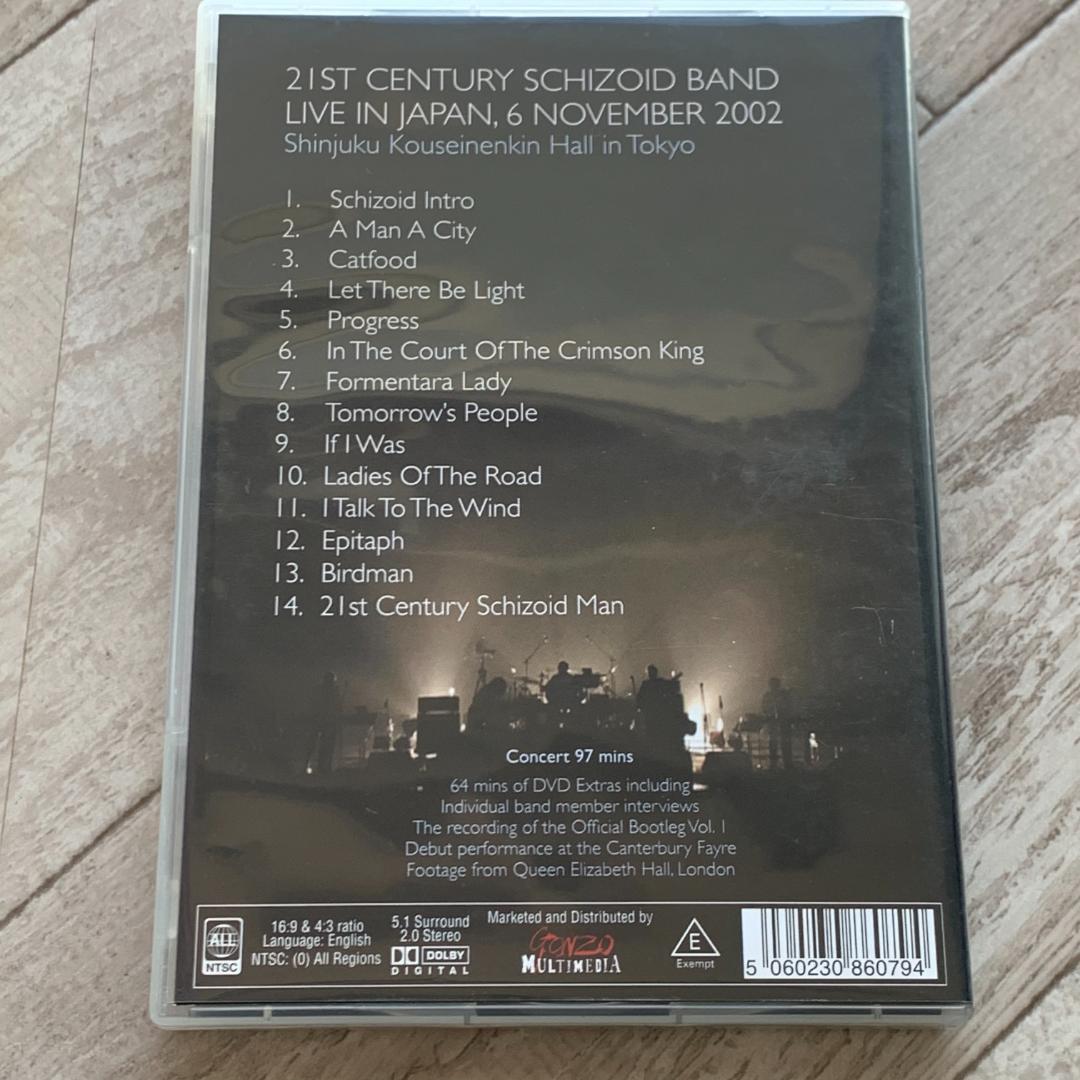 21ST CENTURY SCHIZOID BAND
LIVE IN JAPAN, 6 NOVEMBER 2002
Shinjuku Kouseinenkin Hall in Tokyo
1. Schizoid Intro
2. A Man A City
3. Catfood
4. Let There Be Light
5. Progress
6. In The Court Of The Crimson King
7. Formentara Lady
8. Tomorrow's People
9. If I Was
10. Ladies Of The Road
11. I Talk To The Wind
12. Epitaph
13. Birdman
14. 21st Century Schizoid Man
Concert 97 mins
64 mins of DVD Extras including
Individual band member interviews
The recording of the Official Bootleg Vol. 1
Debut performance at the Canterbury Fayre
Footage from Queen Elizabeth Hall, London
ALL
NTSC
16:9 & 4:3 ratio
Language: English
NTSC: (0) All Regions
5.1 Surround
2.0 Stereo
DOLBY
DIGITAL
Marketed and Distributed by
GONZO
MULTIMEDIA
E
Exempt
5 060230 860794